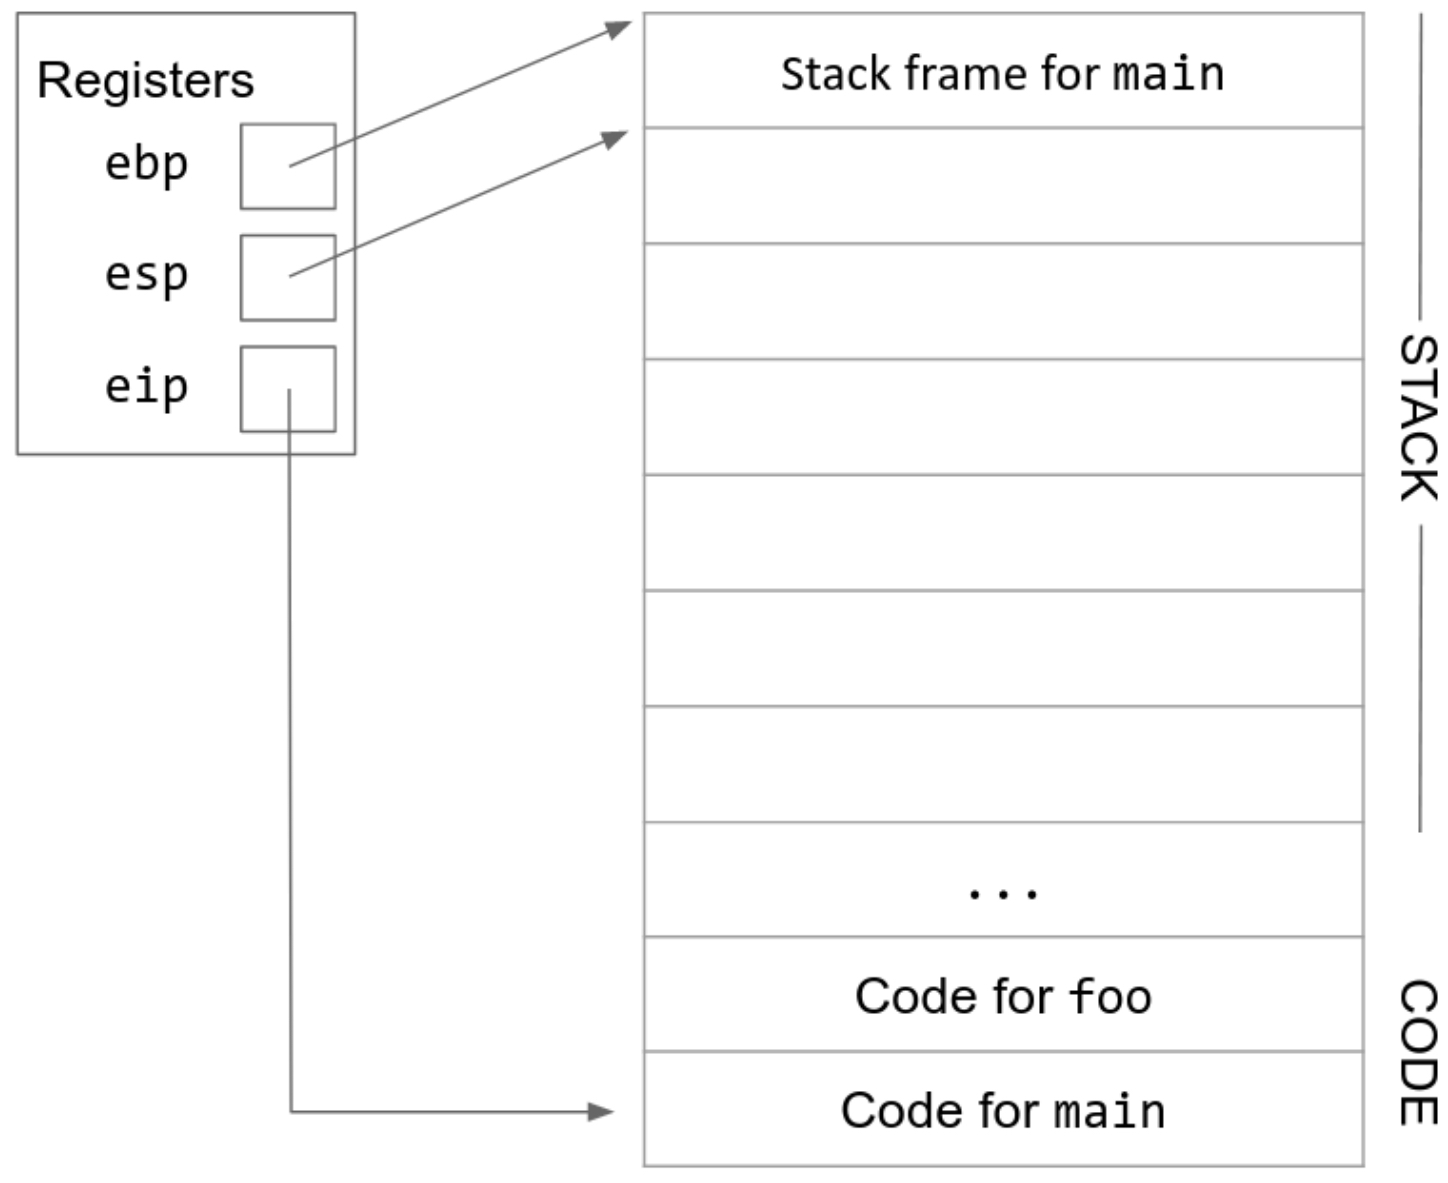 Registers
ebp
esp
eip
Stack frame for main
...
Code for foo
Code for main
STACK
CODE